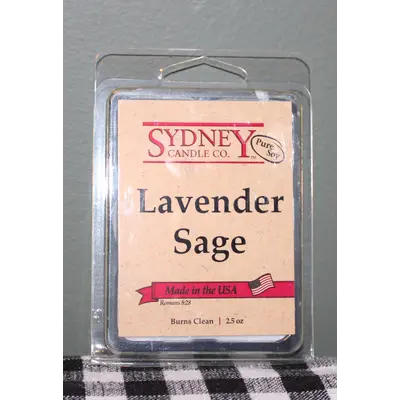 SYDNEY
CANDLE CO.™
Pure
Soy
Lavender
Sage
Made in the USA
Romans 8:28
Burns Clean | 2.5 oz